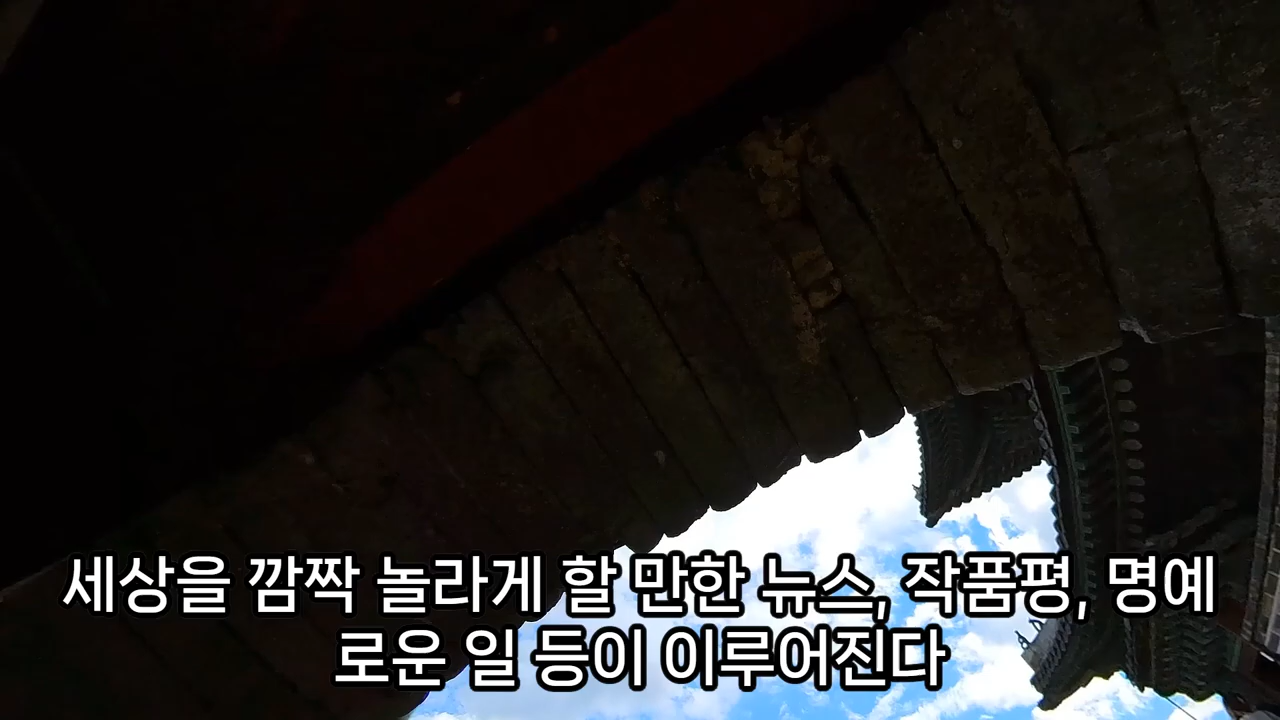 세상을 깜짝 놀라게 할 만한 뉴스, 작품평, 명예
로운 일 등이 이루어진다